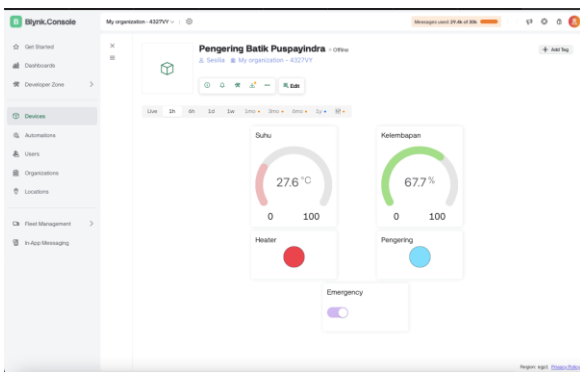 Blynk.Console
My organization - 4327VY
Messages used: 29.4k of 30k
Get Started
Dashboards
Developer Zone
Devices
Automations
Users
Organizations
Locations
Fleet Management
In-App Messaging
Pengering Batik Puspayindra
Offline
Sesilia
My organization - 4327VY
Add Tag
Edit
Live 1h 6h 1d 1w 1mo 3mo 6mo 1y
Suhu
27.6 °C
0 100
Kelembapan
67.7 %
0 100
Heater
Pengering
Emergency
Region: sgp1 Privacy Policy